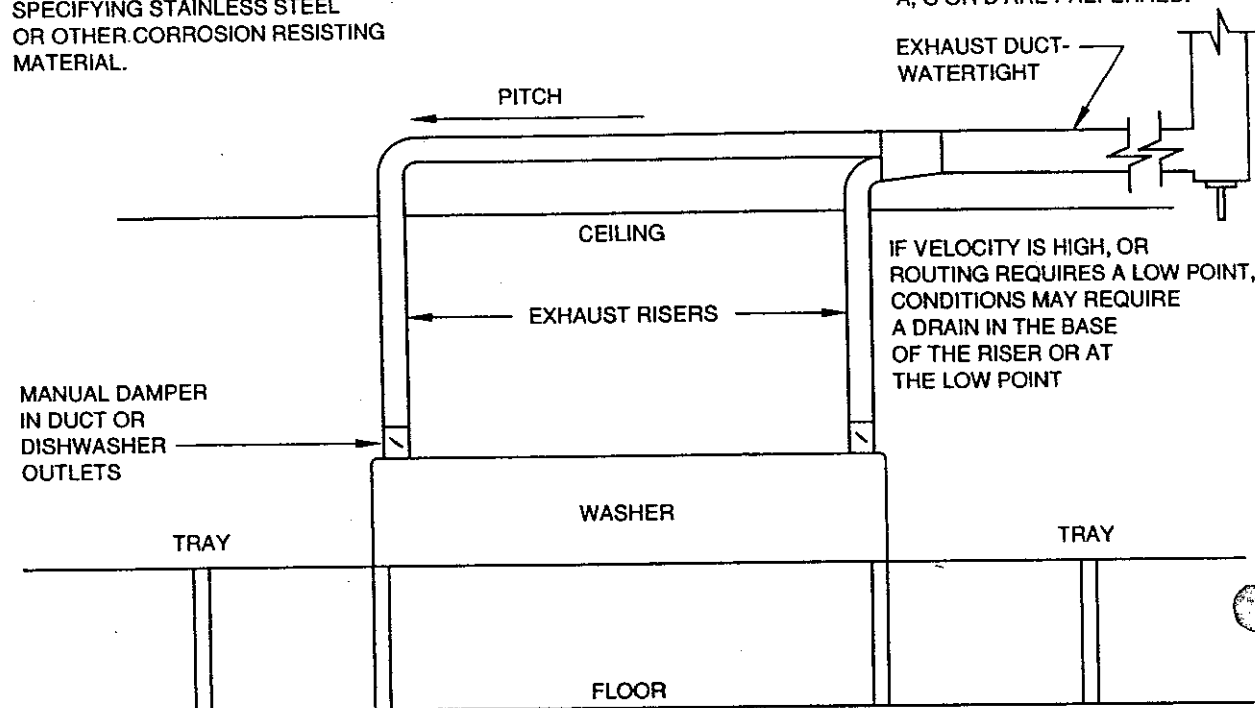 SPECIFYING STAINLESS STEEL
OR OTHER CORROSION RESISTING
MATERIAL.
EXHAUST DUCT-
WATERTIGHT
PITCH
CEILING
IF VELOCITY IS HIGH, OR
ROUTING REQUIRES A LOW POINT,
CONDITIONS MAY REQUIRE
A DRAIN IN THE BASE
OF THE RISER OR AT
THE LOW POINT
EXHAUST RISERS
MANUAL DAMPER
IN DUCT OR
DISHWASHER
OUTLETS
WASHER
TRAY
TRAY
FLOOR